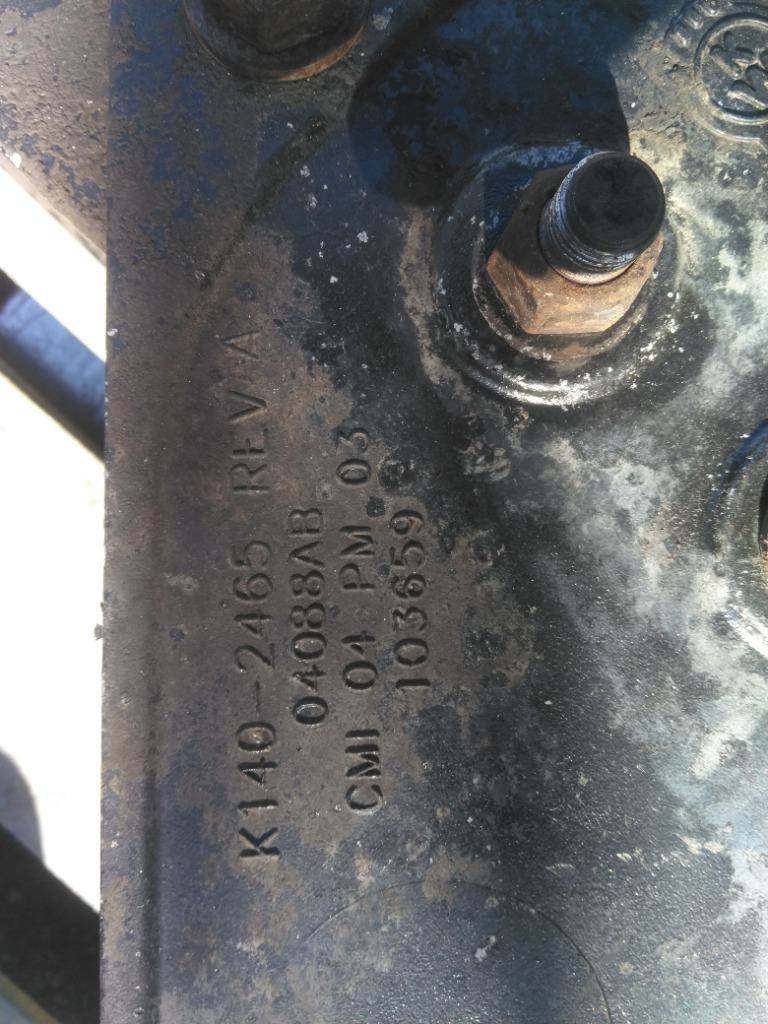 K140-2465 REV A
04088AB
CMI 04 PM 03
103659